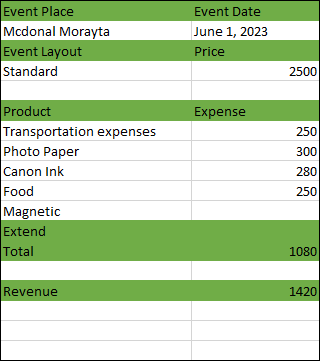 Event Place Event Date
Mcdonal Morayta June 1, 2023
Event Layout Price
Standard 2500
Product Expense
Transportation expenses 250
Photo Paper 300
Canon Ink 280
Food 250
Magnetic
Extend
Total 1080
Revenue 1420